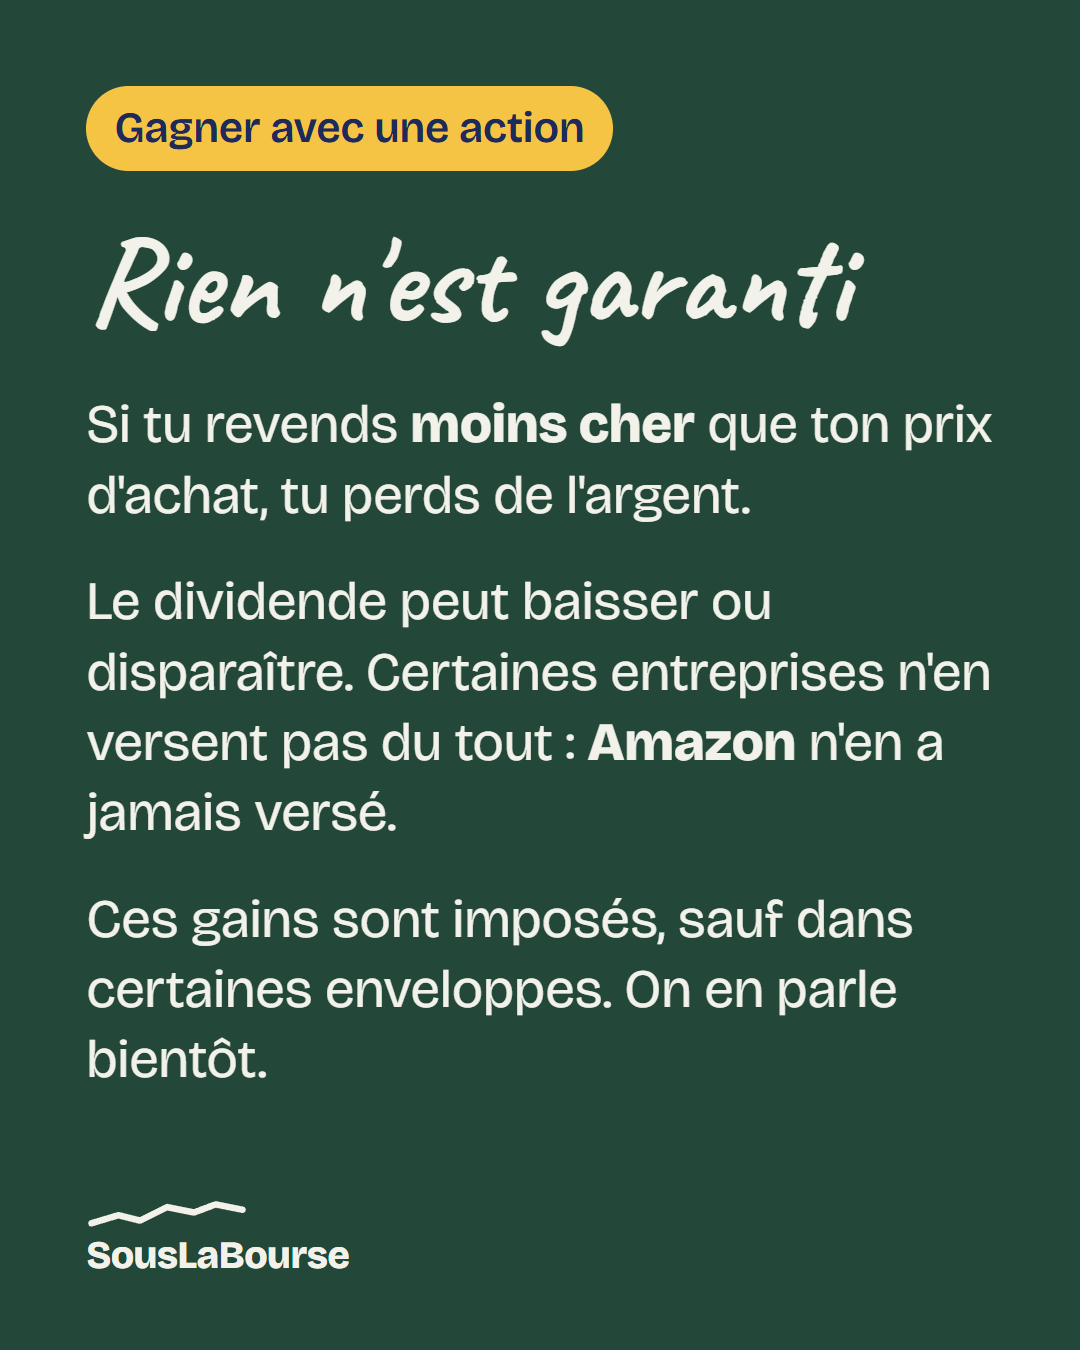 Gagner avec une action
Rien n'est garanti
Si tu revends moins cher que ton prix
d'achat, tu perds de l'argent.
Le dividende peut baisser ou
disparaître. Certaines entreprises n'en
versent pas du tout : Amazon n'en a
jamais versé.
Ces gains sont imposés, sauf dans
certaines enveloppes. On en parle
bientôt.
SousLaBourse